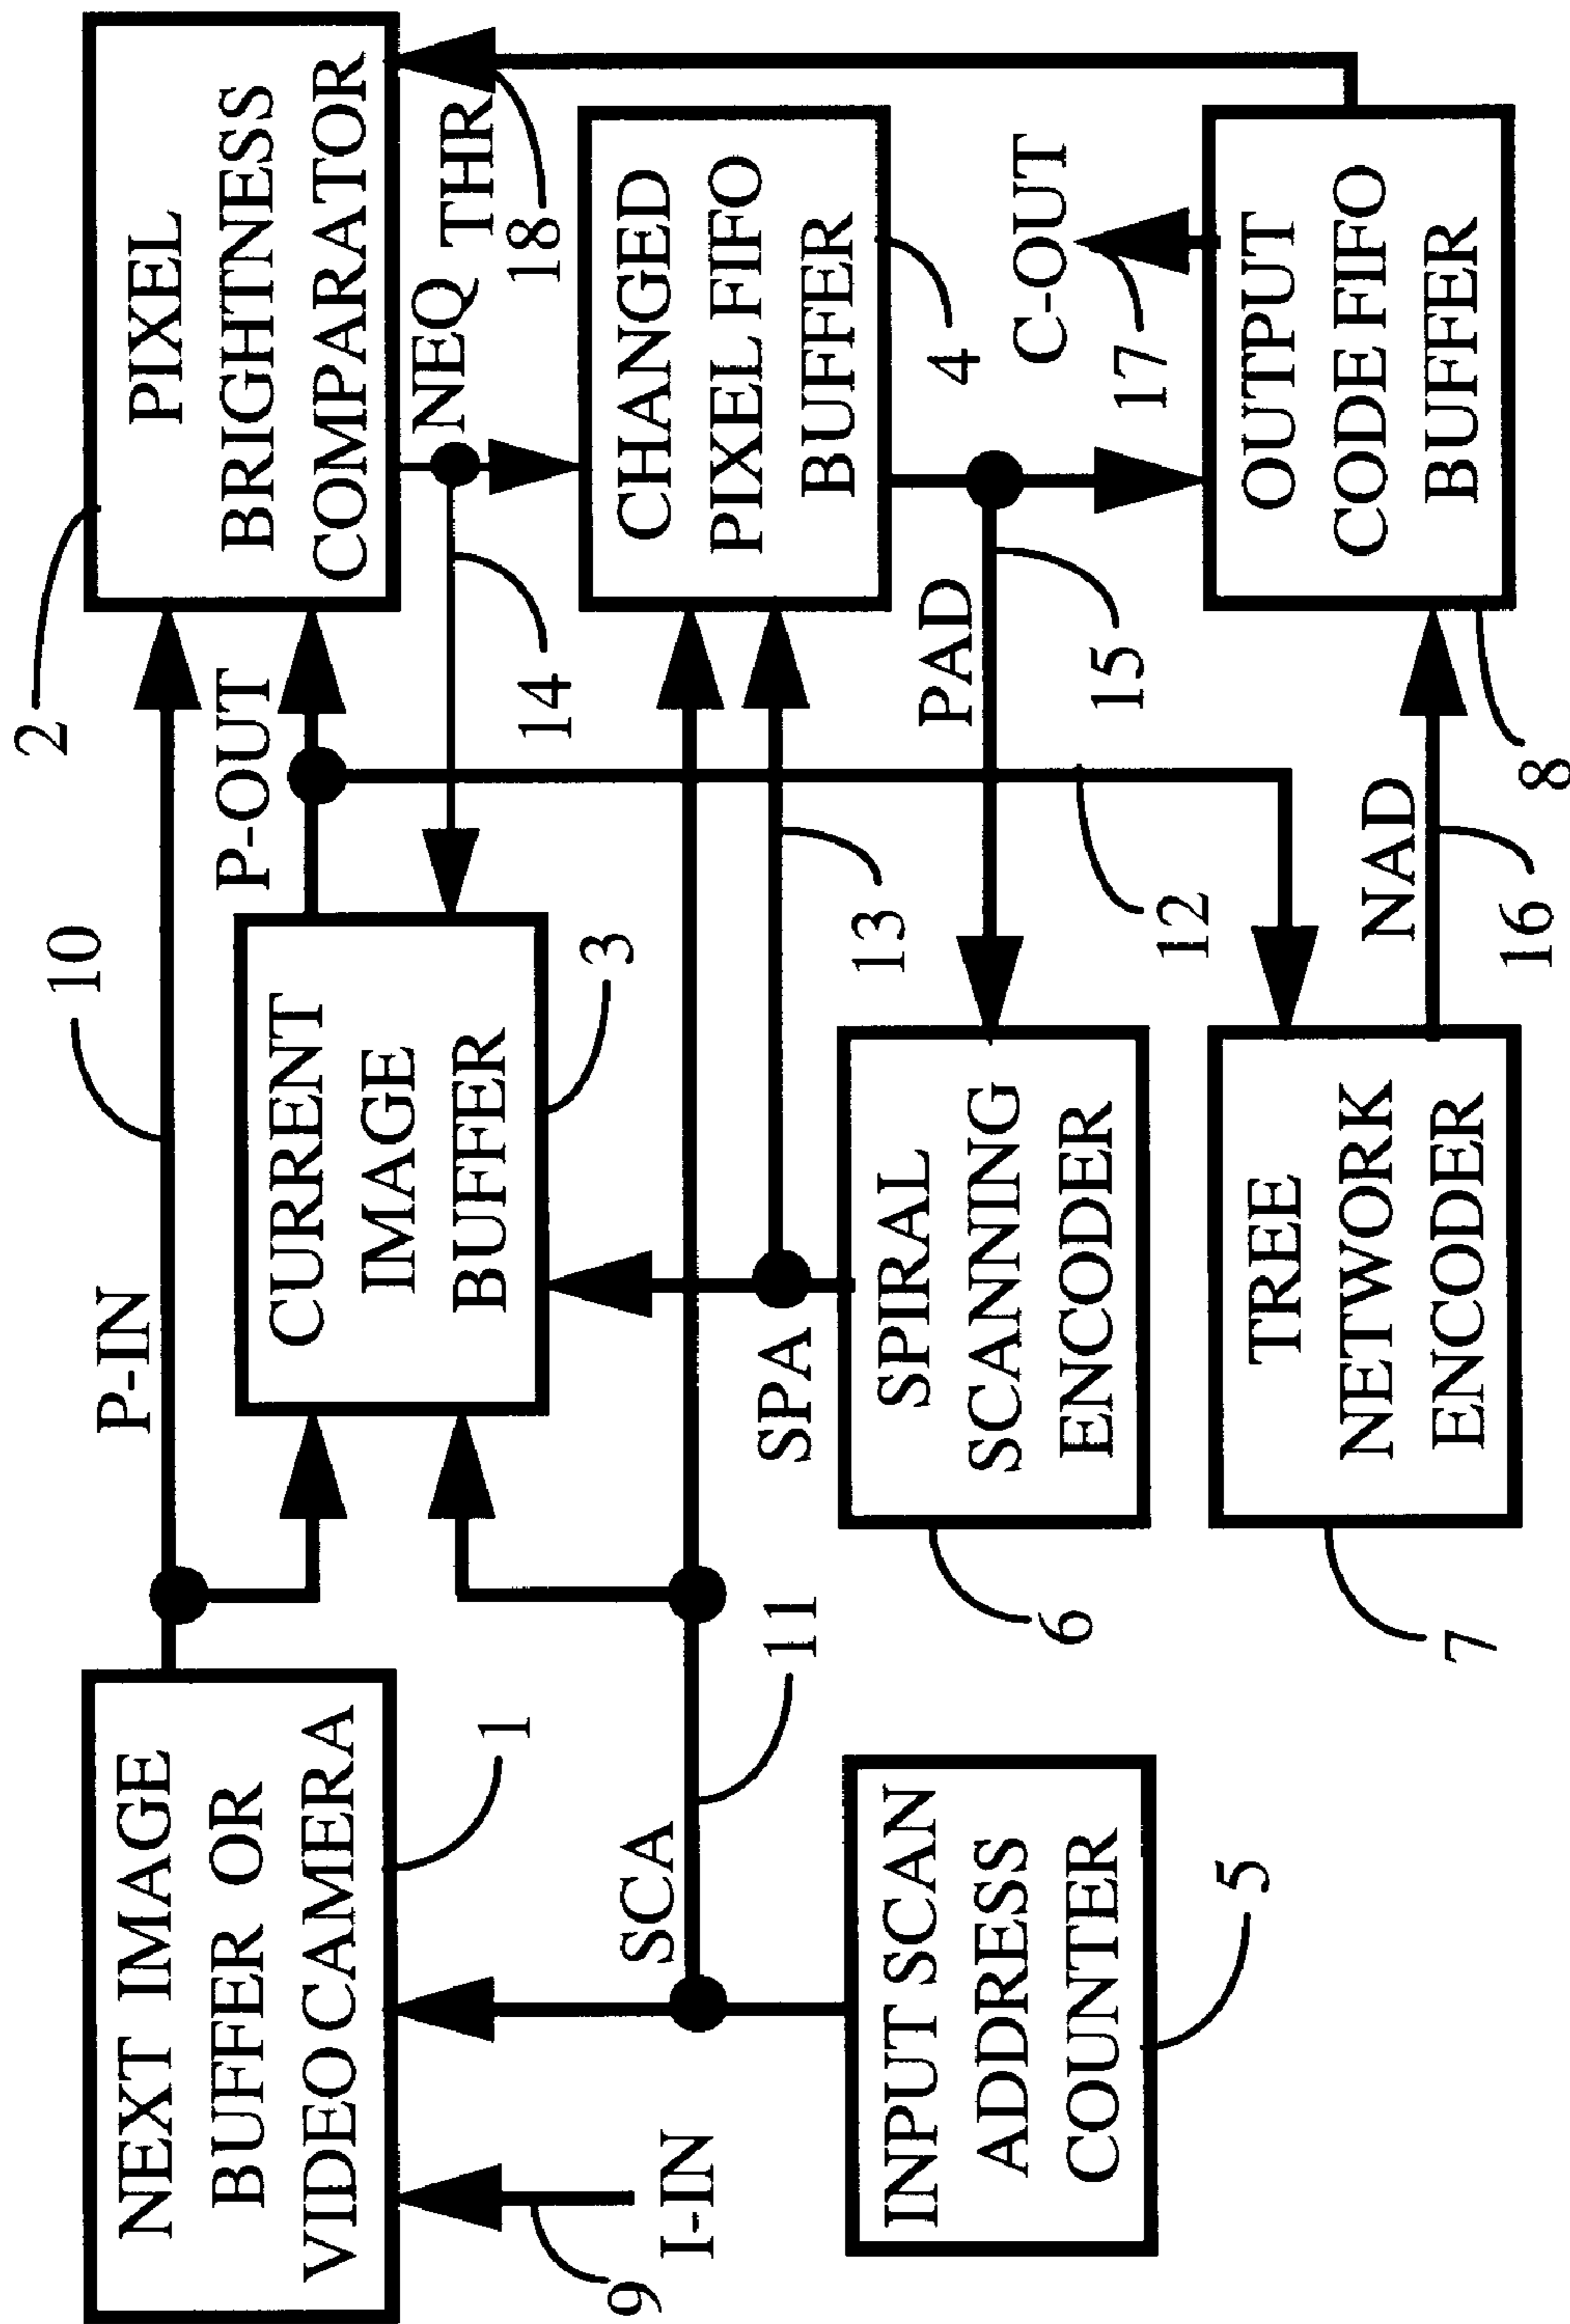 NEXT IMAGE
BUFFER OR
VIDEO CAMERA
1
9
I-IN
P-IN
10
2
PIXEL
BRIGHTNESS
COMPARATOR
P-OUT
CURRENT
IMAGE
BUFFER
3
14
NEQ
THR
18
SCA
11
CHANGED
PIXEL FIFO
BUFFER
4
13
SPA
INPUT SCAN
ADDRESS
COUNTER
5
SPIRAL
SCANNING
ENCODER
6
PAD
15
12
C-OUT
17
TREE
NETWORK
ENCODER
7
NAD
16
OUTPUT
CODE FIFO
BUFFER
8